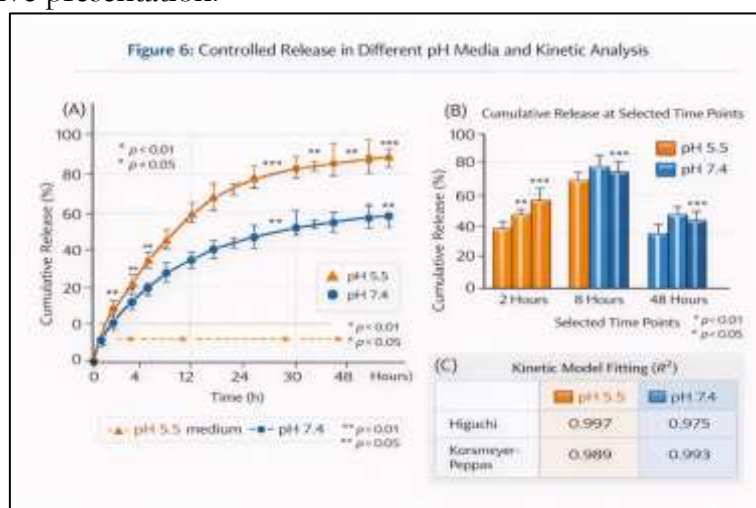 ve presentation.
Figure 6: Controlled Release in Different pH Media and Kinetic Analysis
(A)
Cumulative Release (%)
100
80
60
40
20
0
0
* p < 0.01
* p < 0.05
**
**
**
***
**
**
***
**
**
pH 5.5
pH 7.4
* p < 0.01
* p < 0.05
0
4
12
24
30
48
Hours)
Time (h)
pH 5.5 medium
pH 7.4
** p < 0.01
** p < 0.05
(B)
Cumulative Release at Selected Time Points
Cumulative Release (%)
100
80
60
40
20
0
**
***
***
***
pH 5.5
pH 7.4
2 Hours
8 Hours
48 Hours
Selected Time Points
* p < 0.01
* p < 0.05
(C)
Kinetic Model Fitting (R²)
pH 5.5 pH 7.4
Higuchi 0.997 0.975
Korsmeyer-
Peppas 0.989 0.993